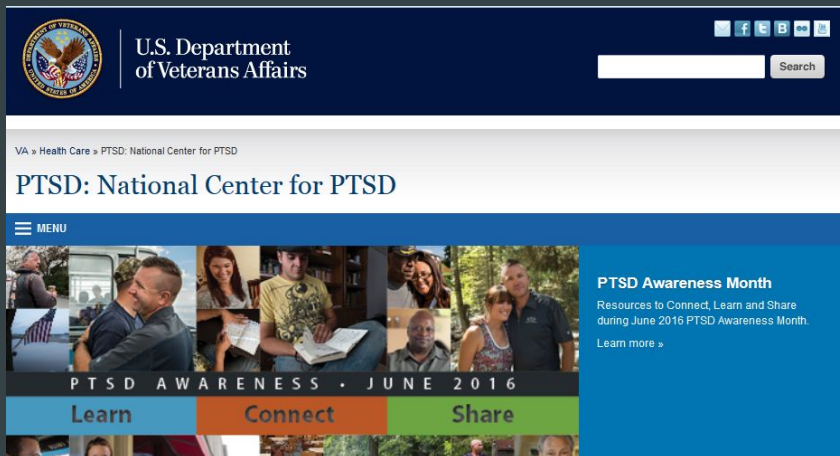 U.S. Department
of Veterans Affairs
Search
VA » Health Care » PTSD: National Center for PTSD
PTSD: National Center for PTSD
MENU
PTSD Awareness Month
Resources to Connect, Learn and Share
during June 2016 PTSD Awareness Month.
Learn more »
PTSD AWARENESS • JUNE 2016
Learn Connect Share